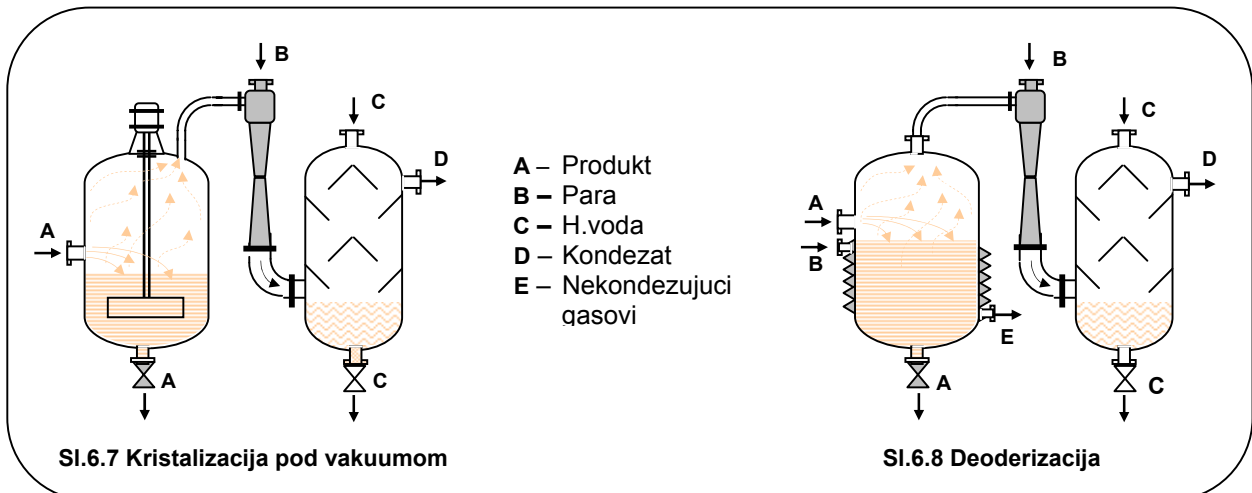 B
C
D
A
A
C
A – Produkt
B – Para
C – H.voda
D – Kondezat
E – Nekondezujuci
gasovi
B
C
D
A
B
E
A
C
Sl.6.7 Kristalizacija pod vakuumom
Sl.6.8 Deoderizacija